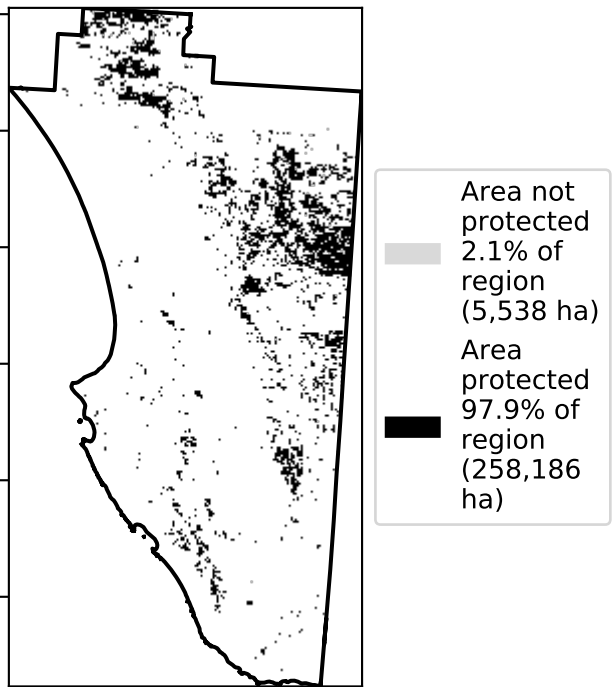 Area not
protected
2.1% of
region
(5,538 ha)
Area
protected
97.9% of
region
(258,186
ha)